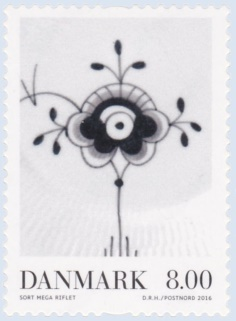 DANMARK 8.00
SORT MEGA RIFLET D.R.H./POSTNORD 2016